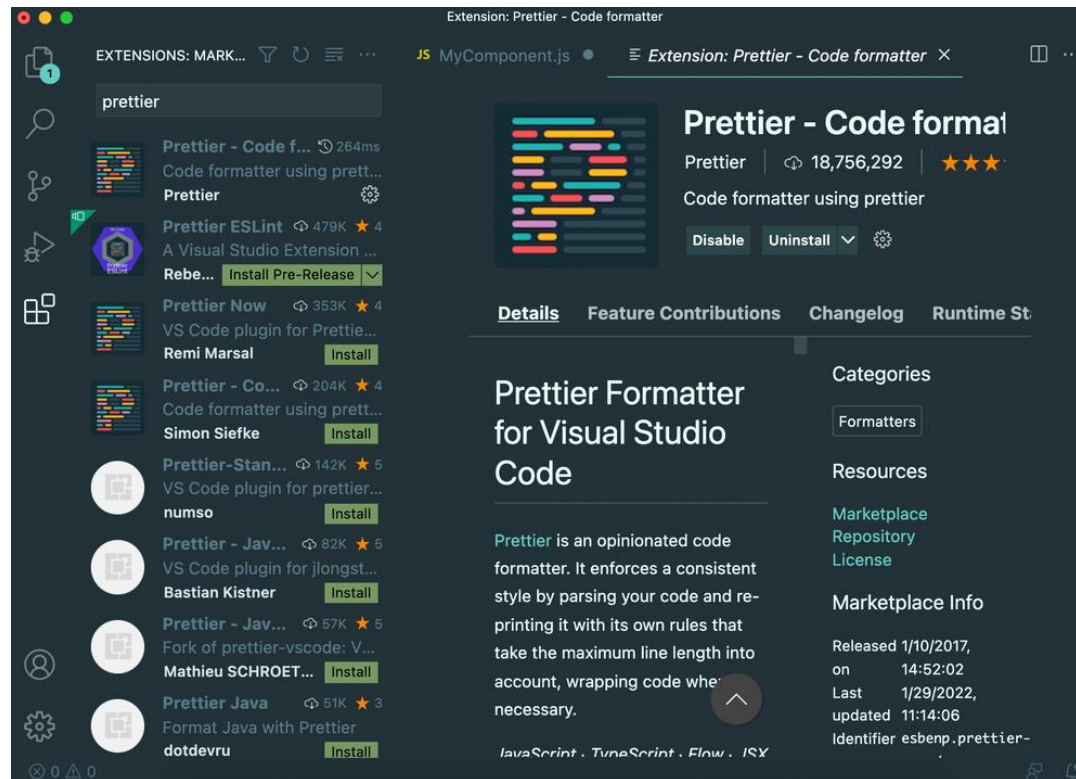 Extension: Prettier - Code formatter
EXTENSIONS: MARK...
JS MyComponent.js
Extension: Prettier - Code formatter
1
prettier
Prettier - Code f... 264ms
Code formatter using prett...
Prettier
Prettier ESLint 479K ★ 4
A Visual Studio Extension ...
Rebe... Install Pre-Release
Prettier Now 353K ★ 4
VS Code plugin for Prettie...
Remi Marsal Install
Prettier - Co... 204K ★ 4
Code formatter using prett...
Simon Siefke Install
Prettier-Stan... 142K ★ 5
VS Code plugin for prettier...
numso Install
Prettier - Jav... 82K ★ 5
VS Code plugin for jlongst...
Bastian Kistner Install
Prettier - Jav... 57K ★ 5
Fork of prettier-vscode: V...
Mathieu SCHROET... Install
Prettier Java 51K ★ 3
Format Java with Prettier
dotdevru Install
0 0
Prettier - Code format
Prettier 18,756,292 ★★★
Code formatter using prettier
Disable Uninstall
Details Feature Contributions Changelog Runtime St
Prettier Formatter
for Visual Studio
Code
Prettier is an opinionated code
formatter. It enforces a consistent
style by parsing your code and re-
printing it with its own rules that
take the maximum line length into
account, wrapping code
necessary.
JavaScript · TypeScript · Flow · JSX
Categories
Formatters
Resources
Marketplace
Repository
License
Marketplace Info
Released 1/10/2017,
on 14:52:02
Last 1/29/2022,
updated 11:14:06
Identifier esbenp.prettier-